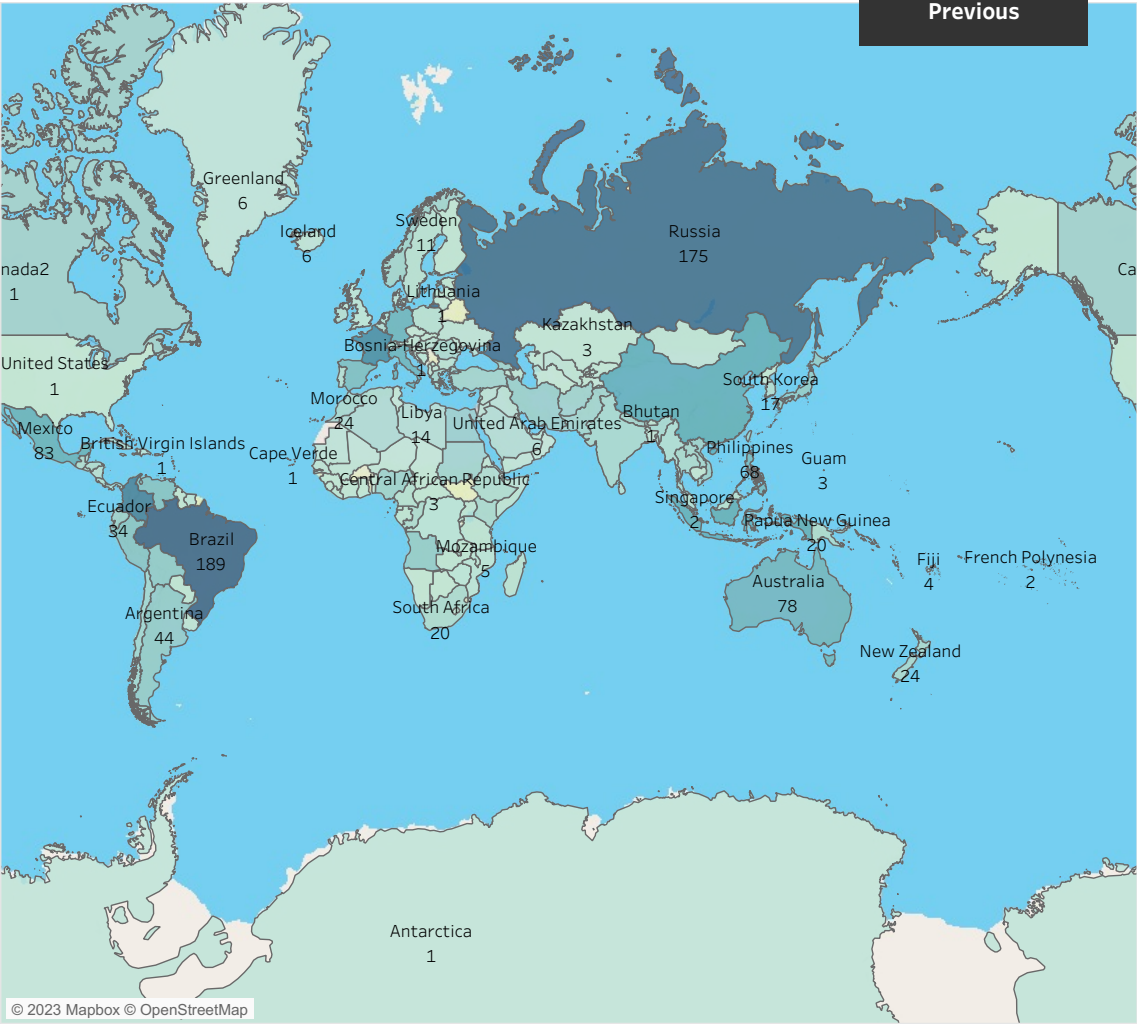 Previous
Greenland
6
Sweden
11
Iceland
6
Russia
175
nada2
1
Ca
Lithuania
1
Kazakhstan
3
Bosnia-Herzegovina
1
United States
1
South Korea
17
Morocco
24
Libya
14
United Arab Emirates
6
Bhutan
1
Mexico
83
British Virgin Islands
1
Cape Verde
1
Philippines
68
Guam
3
Central African Republic
3
Singapore
2
Ecuador
34
Papua New Guinea
20
Brazil
189
Mozambique
5
Fiji
4
French Polynesia
2
Australia
78
Argentina
44
South Africa
20
New Zealand
24
Antarctica
1
© 2023 Mapbox © OpenStreetMap